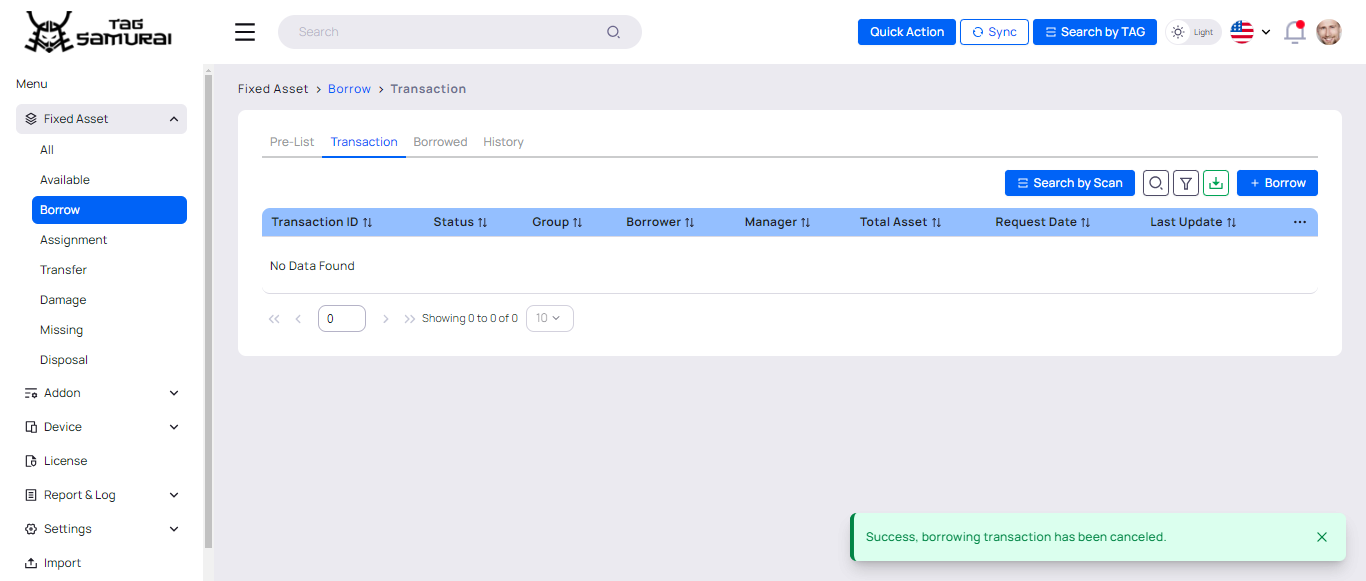 TAG
SAMURAI
Search
Quick Action
Sync
Search by TAG
Light
Menu
Fixed Asset
All
Available
Borrow
Assignment
Transfer
Damage
Missing
Disposal
Addon
Device
License
Report & Log
Settings
Import
Fixed Asset > Borrow > Transaction
Pre-List Transaction Borrowed History
Search by Scan
+ Borrow
Transaction ID Status Group Borrower Manager Total Asset Request Date Last Update ...
No Data Found
0 Showing 0 to 0 of 0 10
Success, borrowing transaction has been canceled.